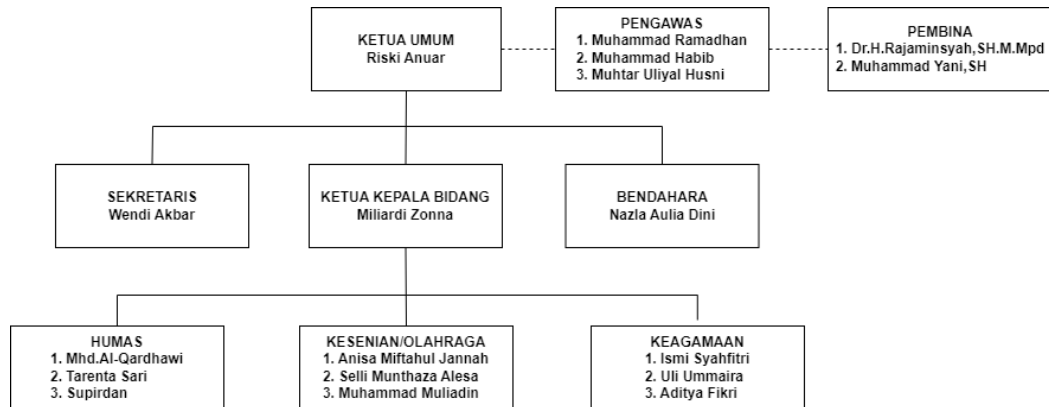 KETUA UMUM
Riski Anuar
PENGAWAS
1. Muhammad Ramadhan
2. Muhammad Habib
3. Muhtar Uliyal Husni
PEMBINA
1. Dr.H.Rajaminsyah,SH.M.Mpd
2. Muhammad Yani,SH
SEKRETARIS
Wendi Akbar
KETUA KEPALA BIDANG
Miliardi Zonna
BENDAHARA
Nazla Aulia Dini
HUMAS
1. Mhd.Al-Qardhawi
2. Tarenta Sari
3. Supirdan
KESENIAN/OLAHRAGA
1. Anisa Miftahul Jannah
2. Selli Munthaza Alesa
3. Muhammad Muliadin
KEAGAMAAN
1. Ismi Syahfitri
2. Uli Ummaira
3. Aditya Fikri